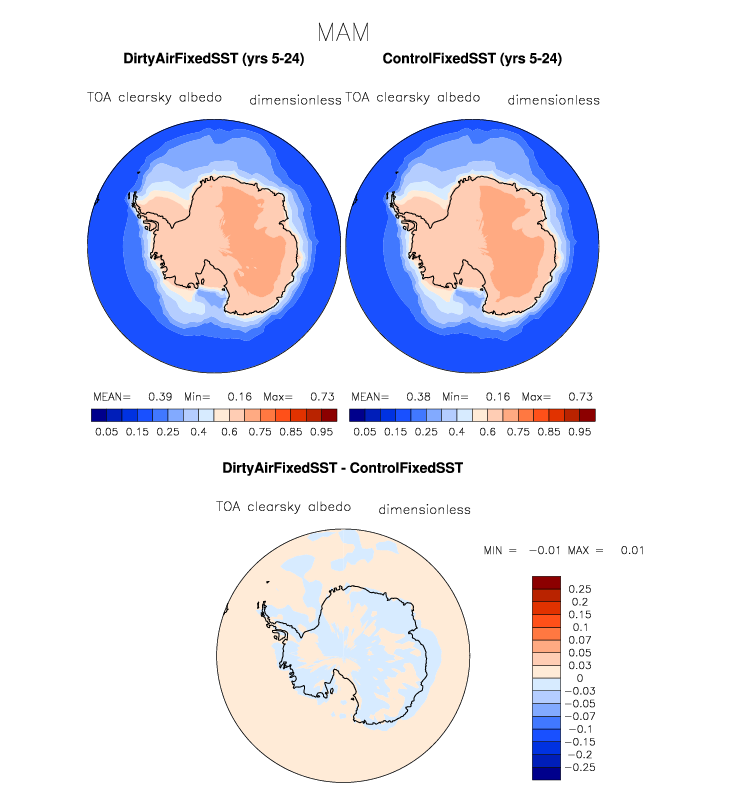 MAM
DirtyAirFixedSST (yrs 5-24) ControlFixedSST (yrs 5-24)
TOA clearsky albedo dimensionless TOA clearsky albedo dimensionless
MEAN= 0.39 Min= 0.16 Max= 0.73 MEAN= 0.38 Min= 0.16 Max= 0.73
0.05 0.15 0.25 0.4 0.6 0.75 0.85 0.95 0.05 0.15 0.25 0.4 0.6 0.75 0.85 0.95
DirtyAirFixedSST - ControlFixedSST
TOA clearsky albedo dimensionless
MIN = -0.01 MAX = 0.01
0.25
0.2
0.15
0.1
0.07
0.05
0.03
0
-0.03
-0.05
-0.07
-0.1
-0.15
-0.2
-0.25